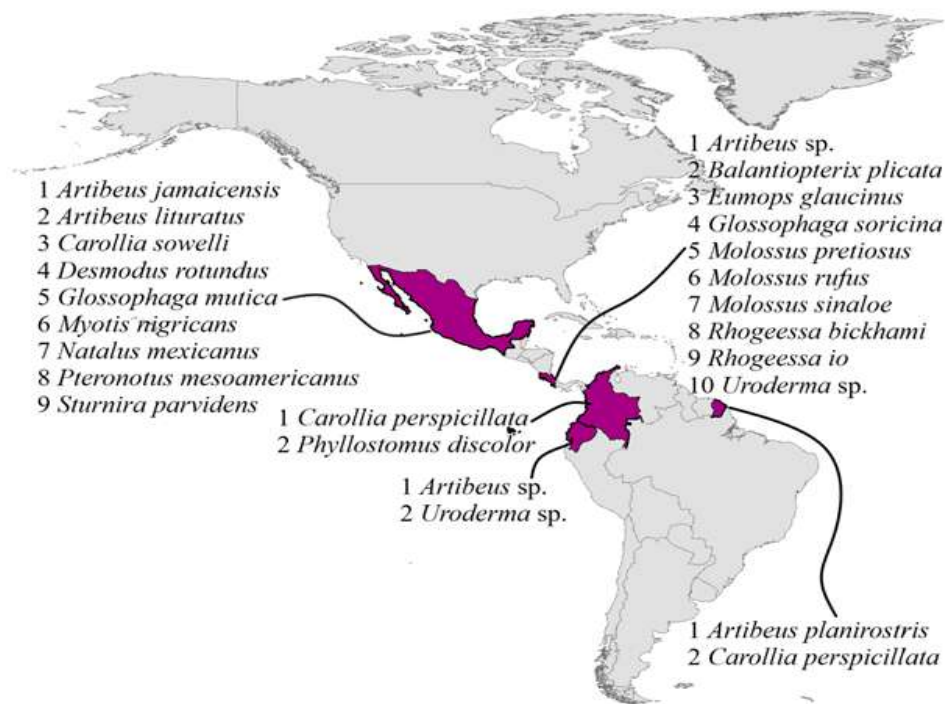 1 Artibeus jamaicensis
2 Artibeus lituratus
3 Carollia sowelli
4 Desmodus rotundus
5 Glossophaga mutica
6 Myotis nigricans
7 Natalus mexicanus
8 Pteronotus mesoamericanus
9 Sturnira parvidens
1 Artibeus sp.
2 Balantiopterix plicata
3 Eumops glaucinus
4 Glossophaga soricina
5 Molossus pretiosus
6 Molossus rufus
7 Molossus sinaloe
8 Rhogeessa bickhami
9 Rhogeessa io
10 Uroderma sp.
1 Carollia perspicillata
2 Phyllostomus discolor
1 Artibeus sp.
2 Uroderma sp.
1 Artibeus planirostris
2 Carollia perspicillata